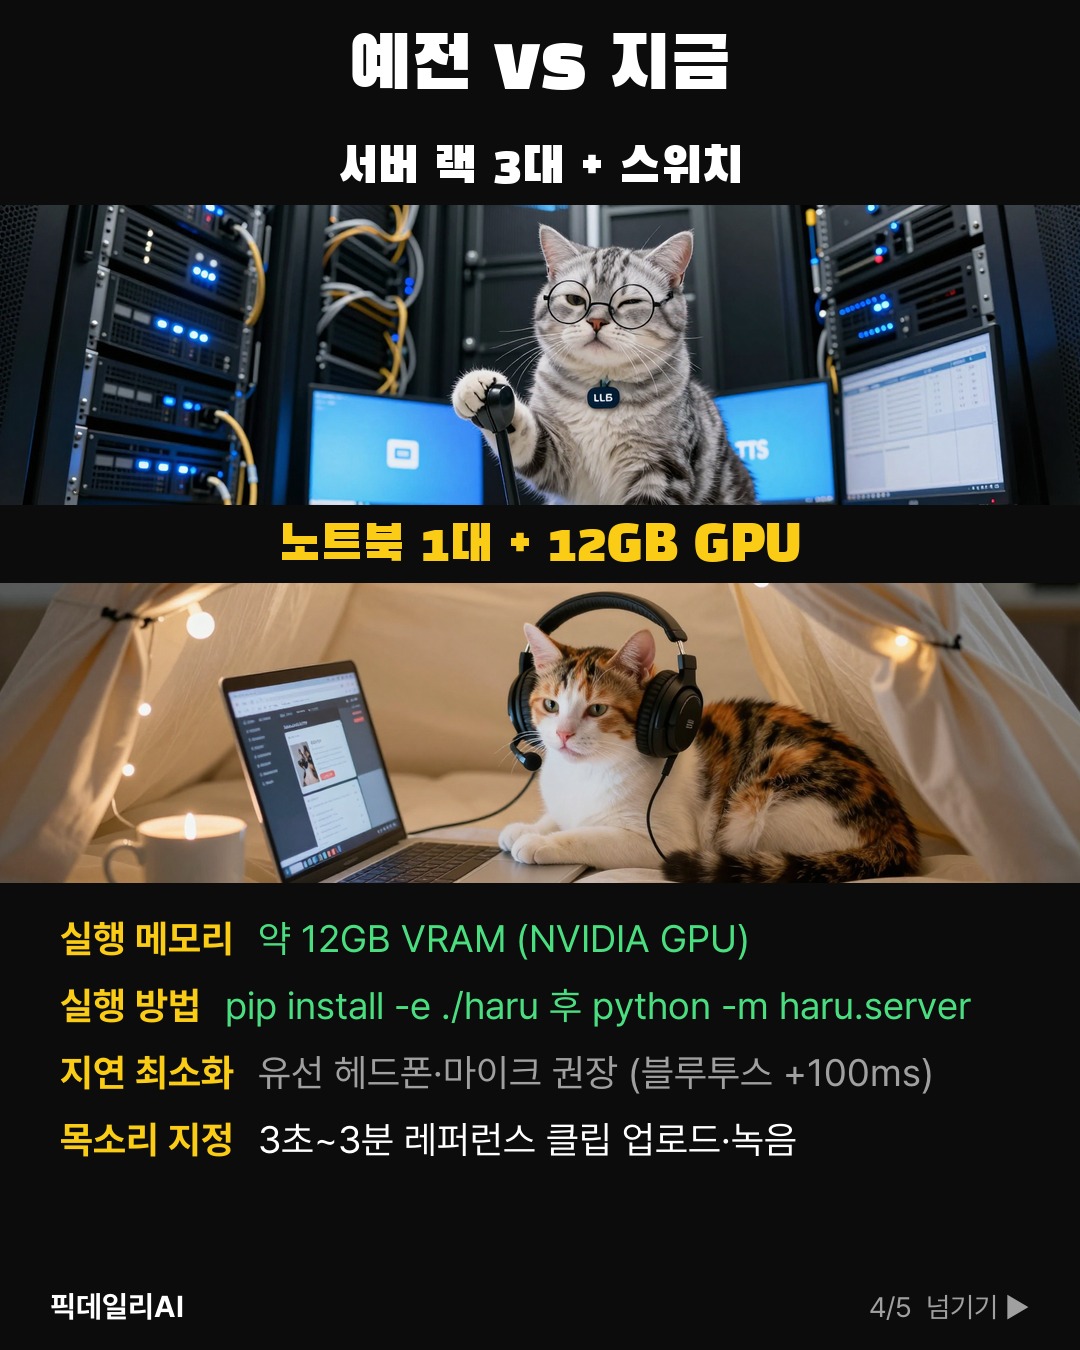 예전 vs 지금
서버 랙 3대 + 스위치
LLB
TTS
노트북 1대 + 12GB GPU
실행 메모리 약 12GB VRAM (NVIDIA GPU)
실행 방법 pip install -e ./haru 후 python -m haru.server
지연 최소화 유선 헤드폰·마이크 권장 (블루투스 +100ms)
목소리 지정 3초~3분 레퍼런스 클립 업로드·녹음
픽데일리AI
4/5 넘기기 ▶